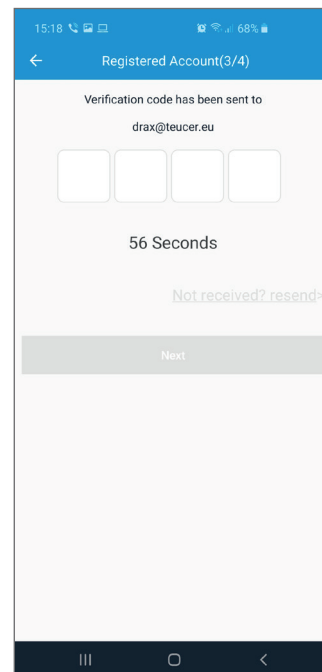 15:18 68%
Registered Account(3/4)
Verification code has been sent to
drax@teucer.eu
56 Seconds
Not received? resend>
Next